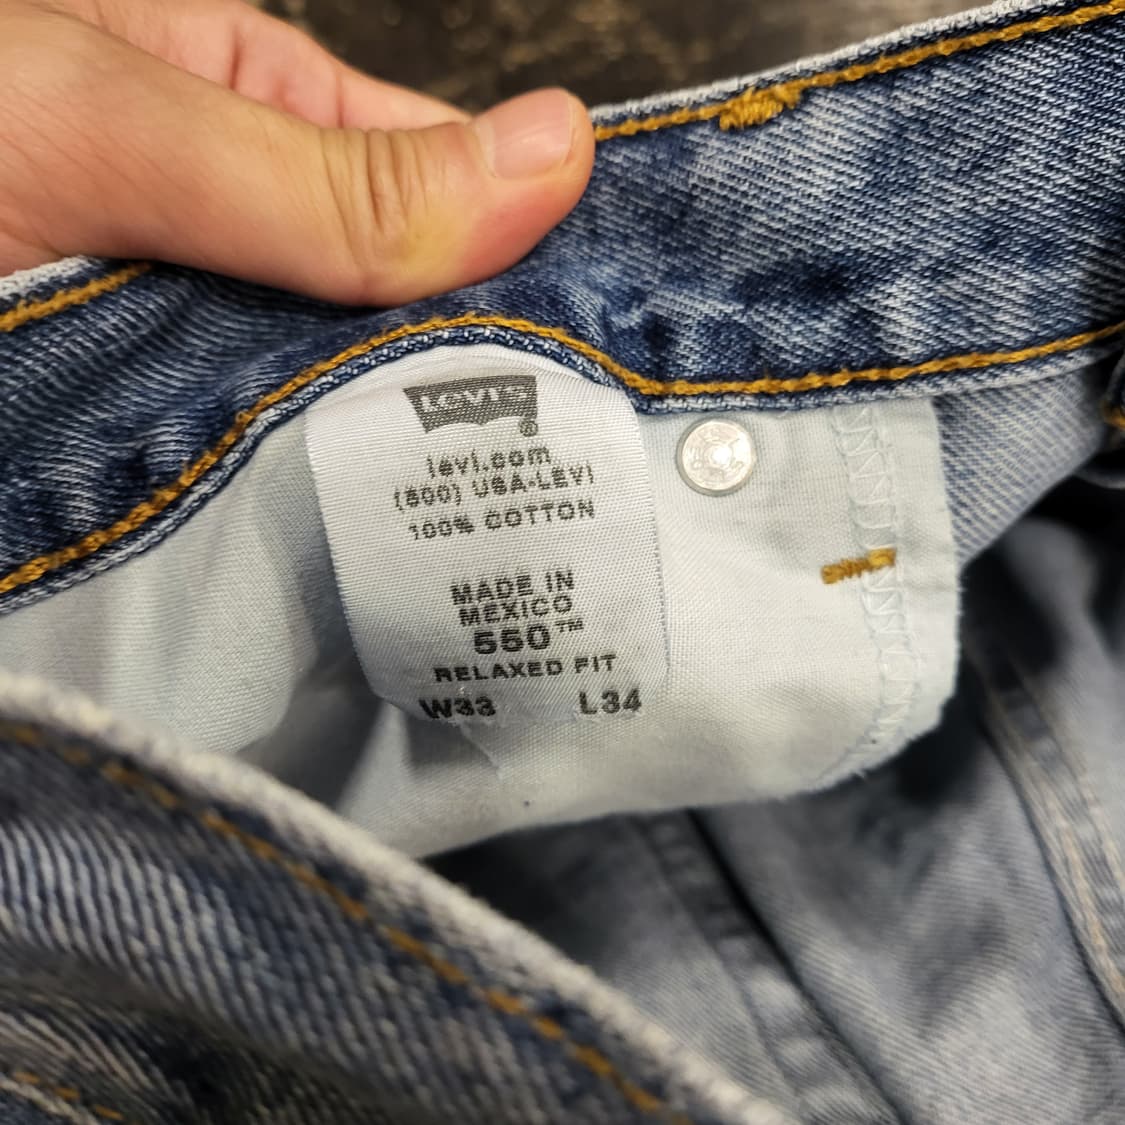 LEVI'S
®
levi.com
(800) USA-LEVI
100% COTTON
MADE IN
MEXICO
550™
RELAXED FIT
W33 L34